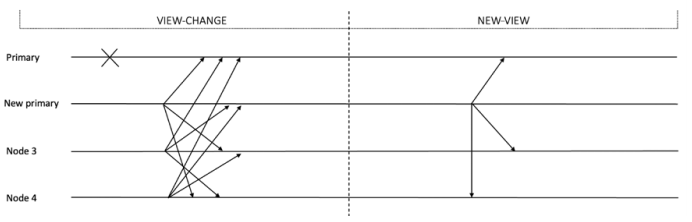 VIEW-CHANGE NEW-VIEW
Primary
New primary
Node 3
Node 4